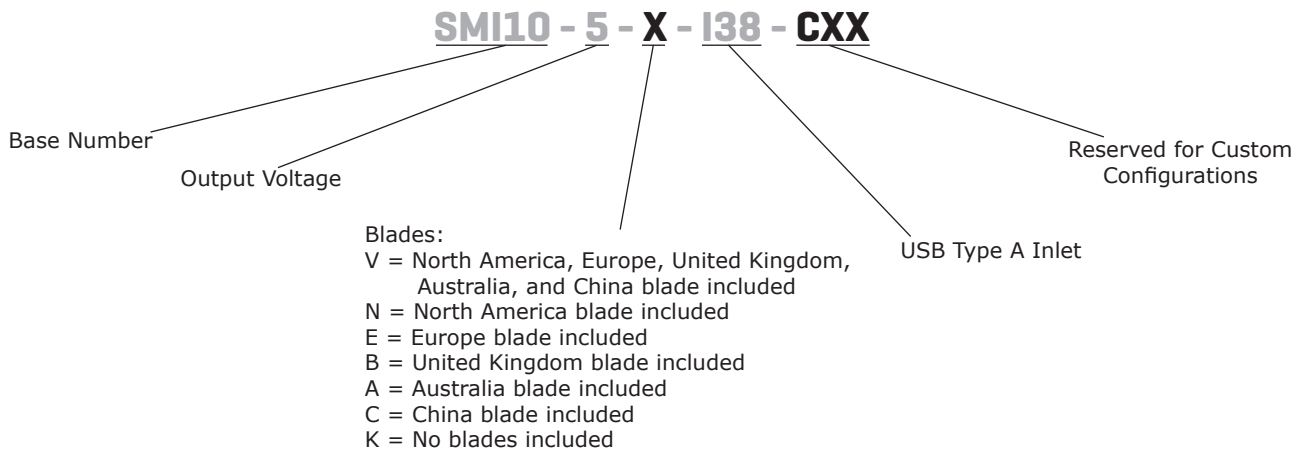 SMI10 - 5 - X - I38 - CXX
Base Number
Output Voltage
Blades:
V = North America, Europe, United Kingdom,
Australia, and China blade included
N = North America blade included
E = Europe blade included
B = United Kingdom blade included
A = Australia blade included
C = China blade included
K = No blades included
USB Type A Inlet
Reserved for Custom
Configurations